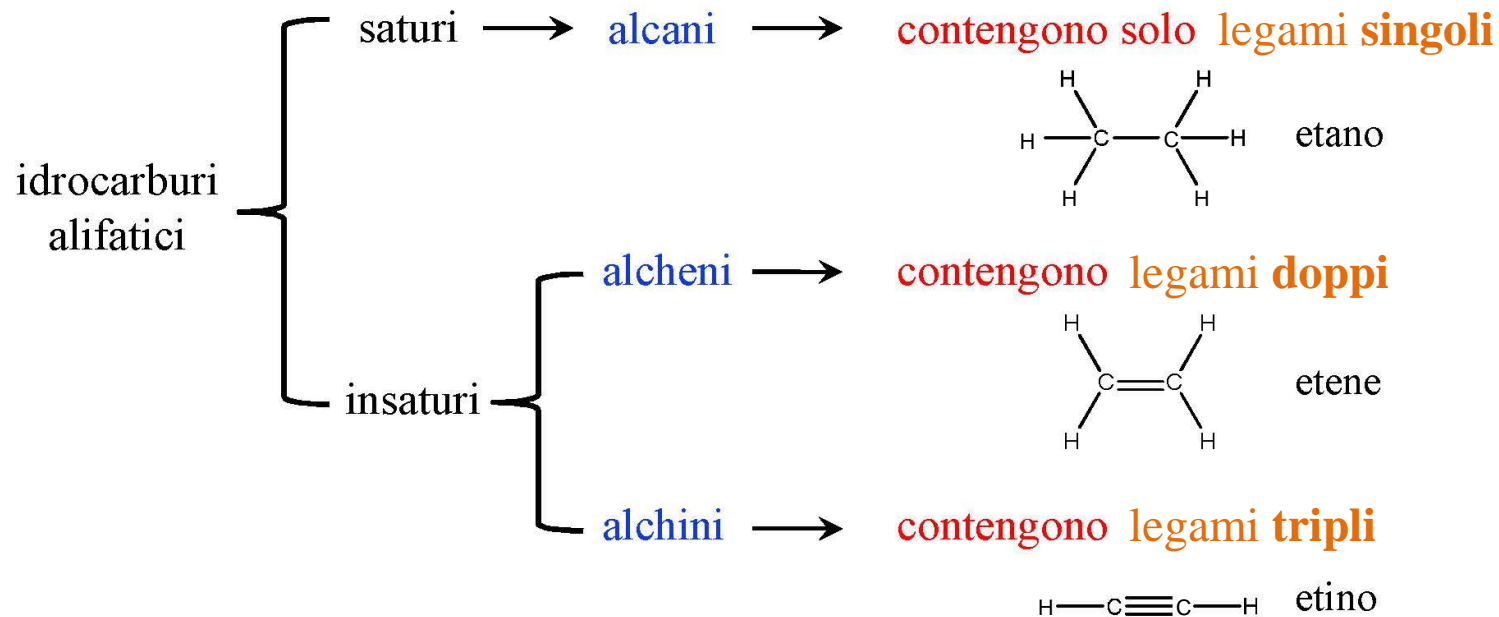 saturi alcani contengono solo legami singoli
H H
H C C H etano
H H
idrocarburi
alifatici
alcheni contengono legami doppi
H H
C C etene
H H
insaturi
alchini contengono legami tripli
H C C H etino